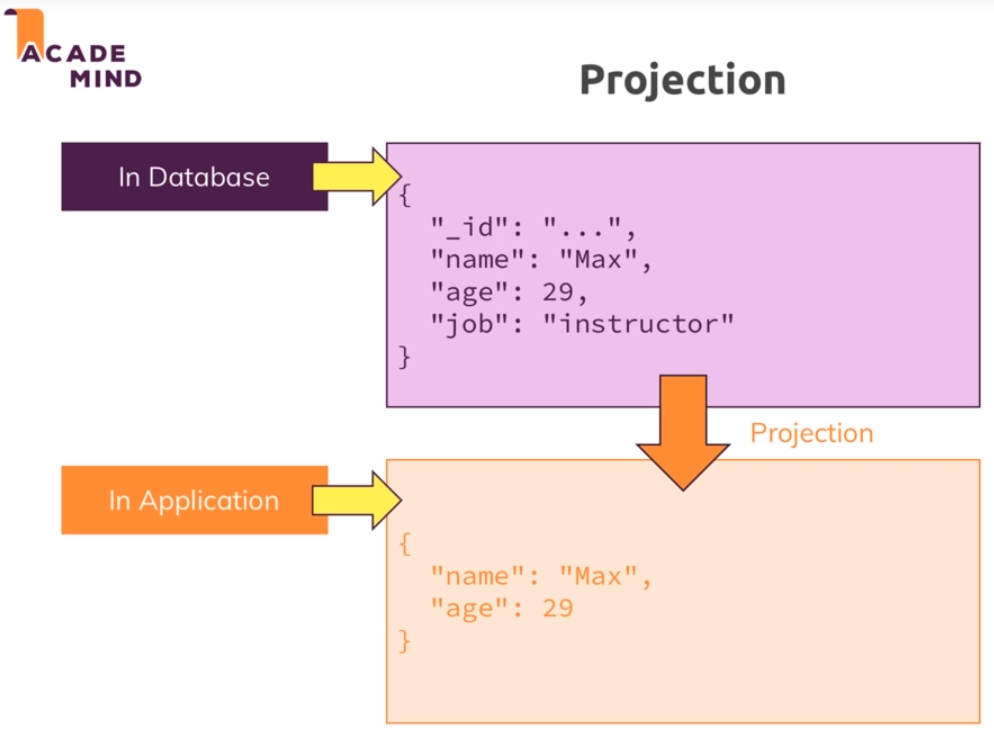 ACADE
MIND
Projection
In Database
{
"_id": "...",
"name": "Max",
"age": 29,
"job": "instructor"
}
Projection
In Application
{
"name": "Max",
"age": 29
}